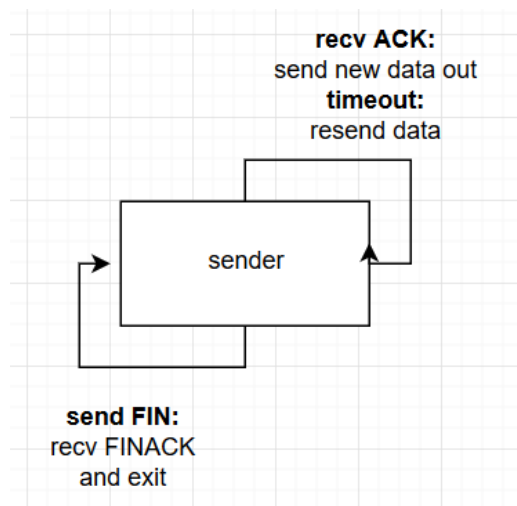 recv ACK:
send new data out
timeout:
resend data
sender
send FIN:
recv FINACK
and exit